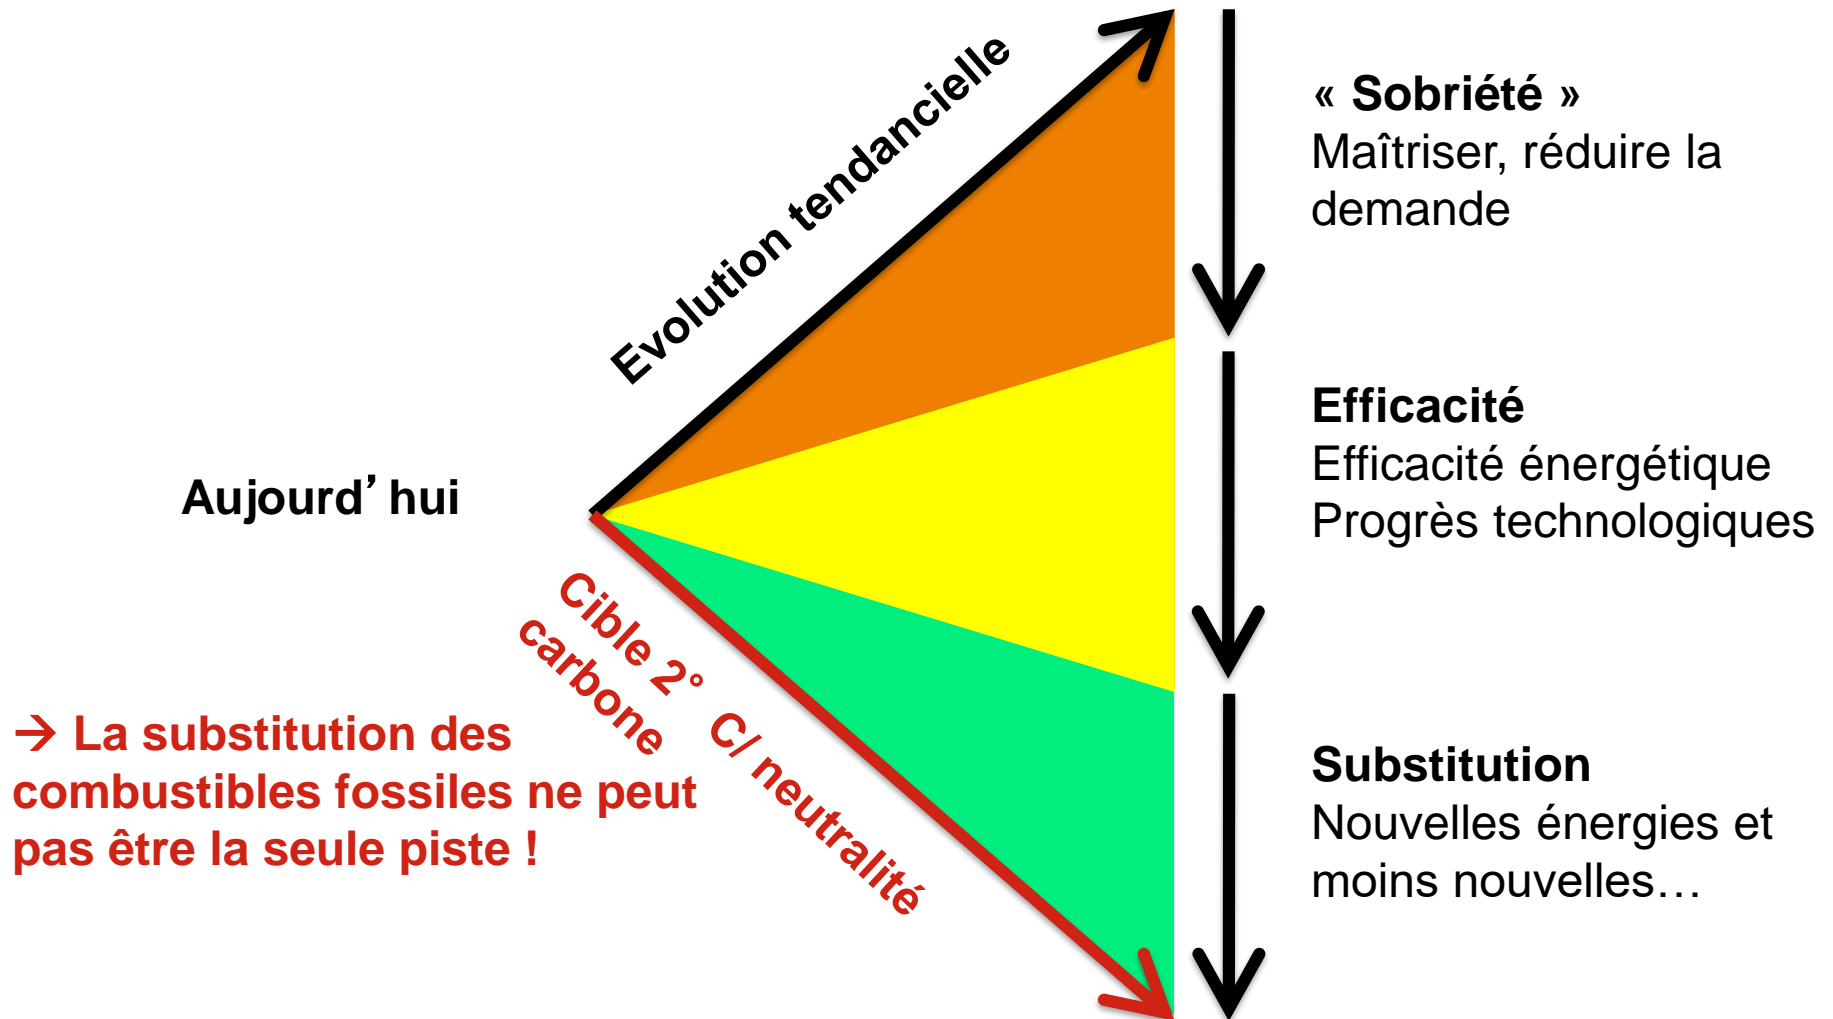 Evolution tendancielle
« Sobriété »
Maîtriser, réduire la
demande
Efficacité
Efficacité énergétique
Progrès technologiques
Aujourd’ hui
Cible 2° C/ neutralité
carbone
→ La substitution des
combustibles fossiles ne peut
pas être la seule piste !
Substitution
Nouvelles énergies et
moins nouvelles…